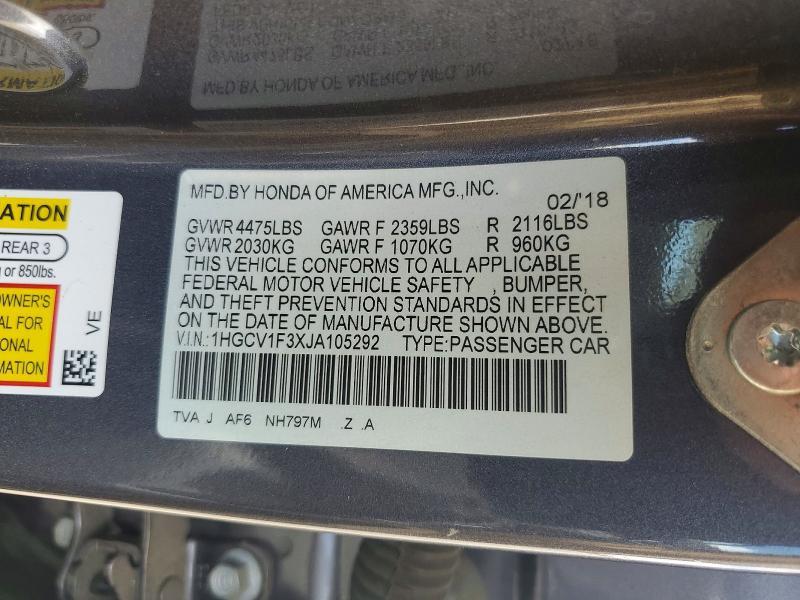 MFD.BY HONDA OF AMERICA MFG.,INC. 02/'18
GVWR 4475LBS GAWR F 2359LBS R 2116LBS
GVWR 2030KG GAWR F 1070KG R 960KG
THIS VEHICLE CONFORMS TO ALL APPLICABLE
FEDERAL MOTOR VEHICLE SAFETY , BUMPER,
AND THEFT PREVENTION STANDARDS IN EFFECT
ON THE DATE OF MANUFACTURE SHOWN ABOVE.
V.I.N.: 1HGCV1F3XJA105292 TYPE:PASSENGER CAR
TVA J AF6 NH797M .Z .A
ATION
REAR 3
or 850lbs.
OWNER'S
AL FOR
ONAL
MATION
VE
MFD.BY HONDA OF AMERICA MFG.,INC.
GVWR 4475LBS